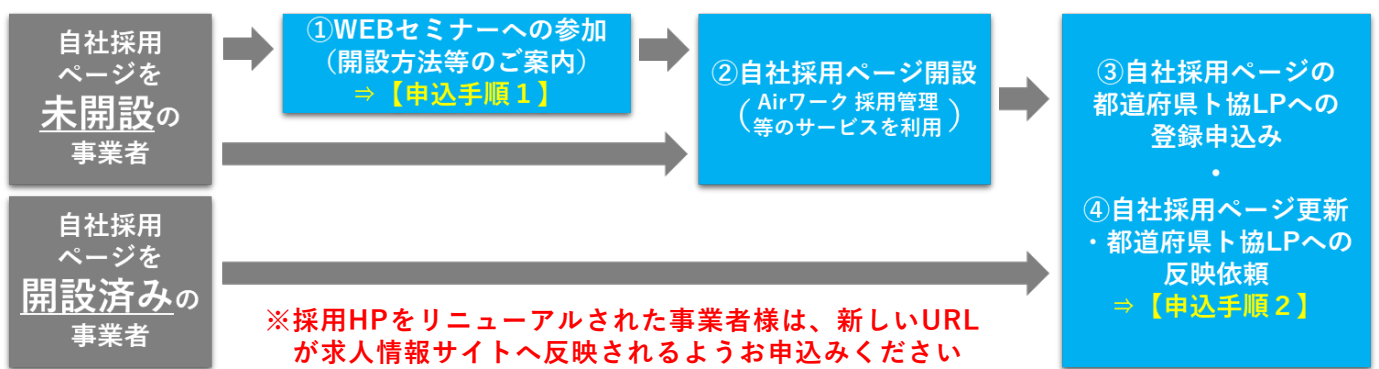 自社採用
ページを
未開設の
事業者
①WEBセミナーへの参加
（開設方法等のご案内）
⇒【申込手順１】
②自社採用ページ開設
（Airワーク 採用管理
等のサービスを利用）
③自社採用ページの
都道府県ト協LPへの
登録申込み
・
④自社採用ページ更新
・都道府県ト協LPへの
反映依頼
⇒【申込手順２】
自社採用
ページを
開設済みの
事業者
※採用HPをリニューアルされた事業者様は、新しいURL
が求人情報サイトへ反映されるようお申込みください